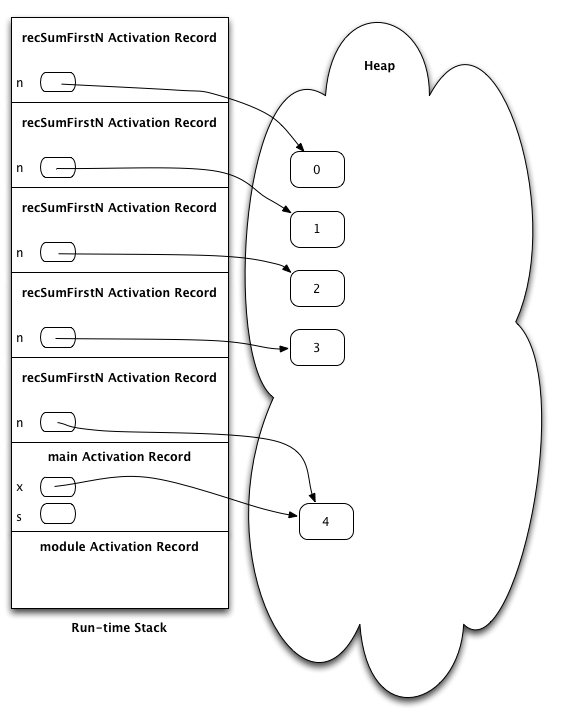 recSumFirstN Activation Record
n
recSumFirstN Activation Record
n
recSumFirstN Activation Record
n
recSumFirstN Activation Record
n
recSumFirstN Activation Record
n
main Activation Record
x
s
module Activation Record
Run-time Stack
Heap
0
1
2
3
4